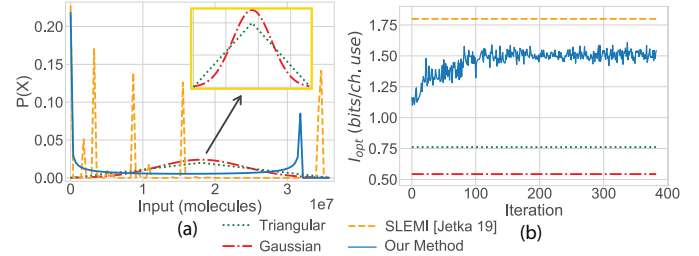 (a)
P(X)
0.20
0.15
0.10
0.05
0.00
0
1
2
3
1e7
Input (molecules)
(a)
b)
I_opt (bits/ch. use)
1.75
1.50
1.25
1.00
0.75
0.50
0
100
200
300
400
Iteration
(b)
Triangular
Gaussian
SLEMI [Jetka 19]
Our Method